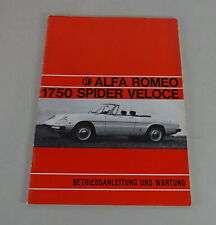 ALFA ROMEO
1750 SPIDER VELOCE
BETRIEBSANLEITUNG UND WARTUNG